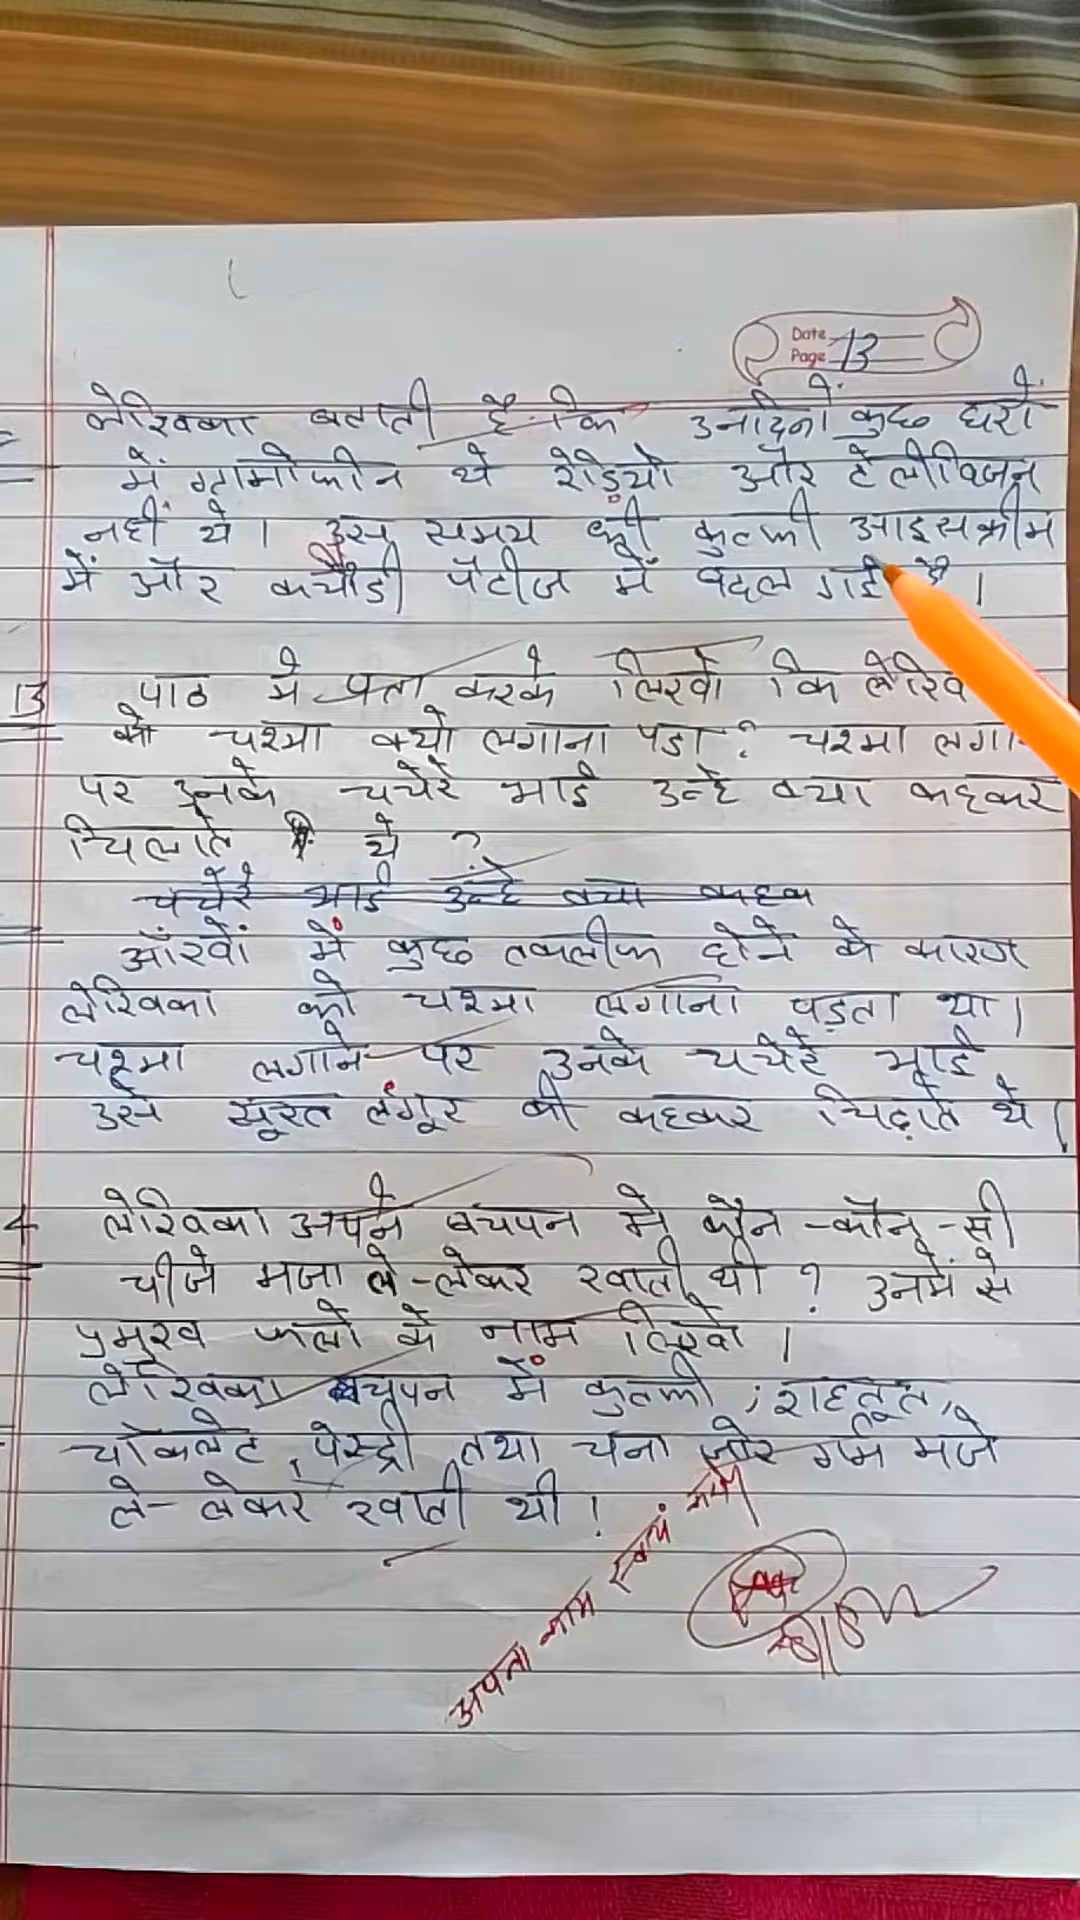 Date
Page 13
लेखिका बताती है कि उनदिनों कुछ घरों
में ग्रामोफोन थे रेडियो और टेलीविजन
नहीं थे। उस समय की कुलफी आइसक्रीम
में और कचौड़ी पैटीज में बदल गई है।
13 पाठ में पता करके लिखो कि
को चश्मा क्यो लगाना पडा? चश्मा
पर उनके चचेरे भाई उन्हे क्या कहकर
चिलाते थे ?
चचेरे भाई उन्हे क्या कहक
आँखों में कुछ तकलीफ होने के कारण
लेखिका को चश्मा लगाना पड़ता था।
चश्मा लगाने पर उनके चचेरे भाई
उसे सूरत लंगूर की कहकर चिढ़ाते थे।
4 लेखिका अपने बचपन में कौन-कौन-सी
चीजे मजा ले-लेकर खाती थी ? उनमें से
प्रमुख फलो के नाम लिखो।
लेखिका बचपन में कुलफी, शहतूत,
चॉकलेट, पेस्ट्री तथा चना जोर गर्म मजे
ले-लेकर खाती थी।
अपना नाम स्वयं